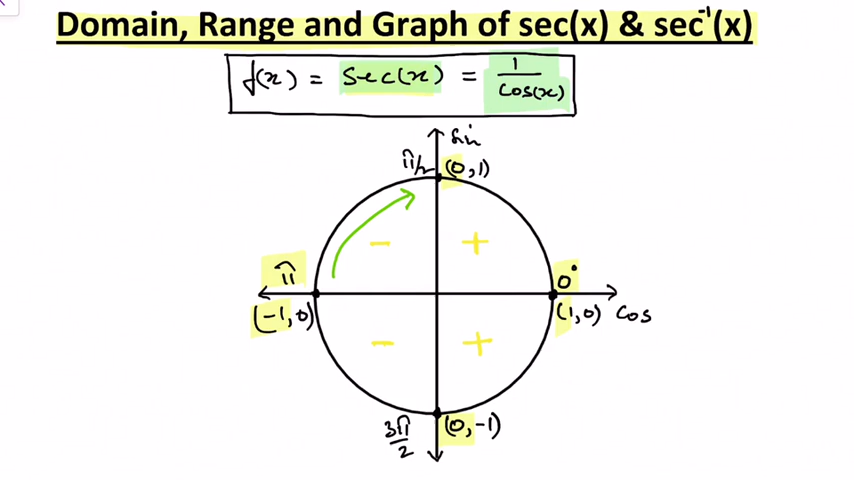 Domain, Range and Graph of sec(x) & sec⁻¹(x)
f(x) = sec(x) = 1/cos(x)
sin
π/2 (0,1)
- +
π 0°
(-1,0) (1,0) cos
- +
3π/2 (0,-1)